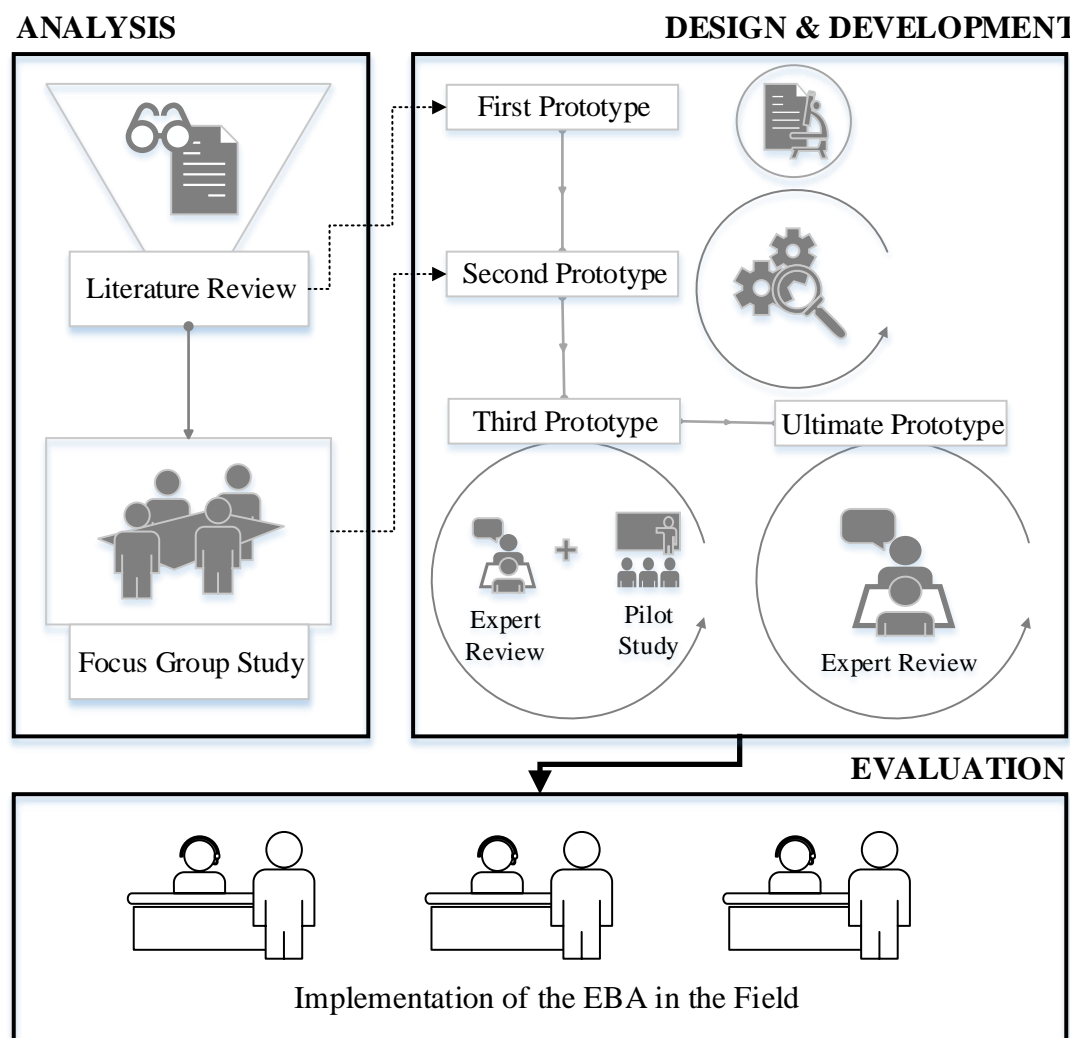 ANALYSIS
DESIGN & DEVELOPMENT
First Prototype
Literature Review
Second Prototype
Third Prototype
Ultimate Prototype
Expert
Review
Pilot
Study
Expert Review
Focus Group Study
EVALUATION
Implementation of the EBA in the Field